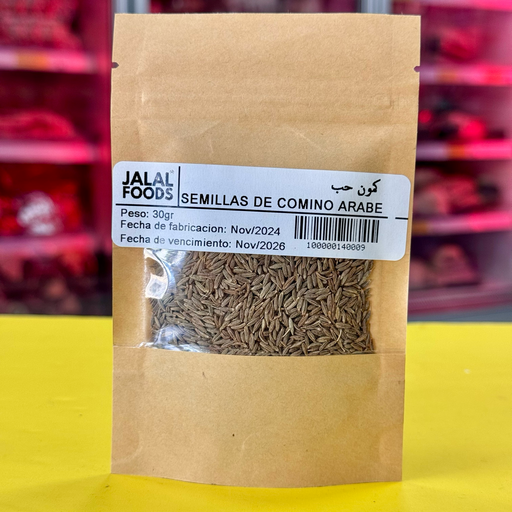 كمون حب
JALAL FOODS
SEMILLAS DE COMINO ARABE
Peso: 30gr
Fecha de fabricacion: Nov/2024
Fecha de vencimiento: Nov/2026
100000140009